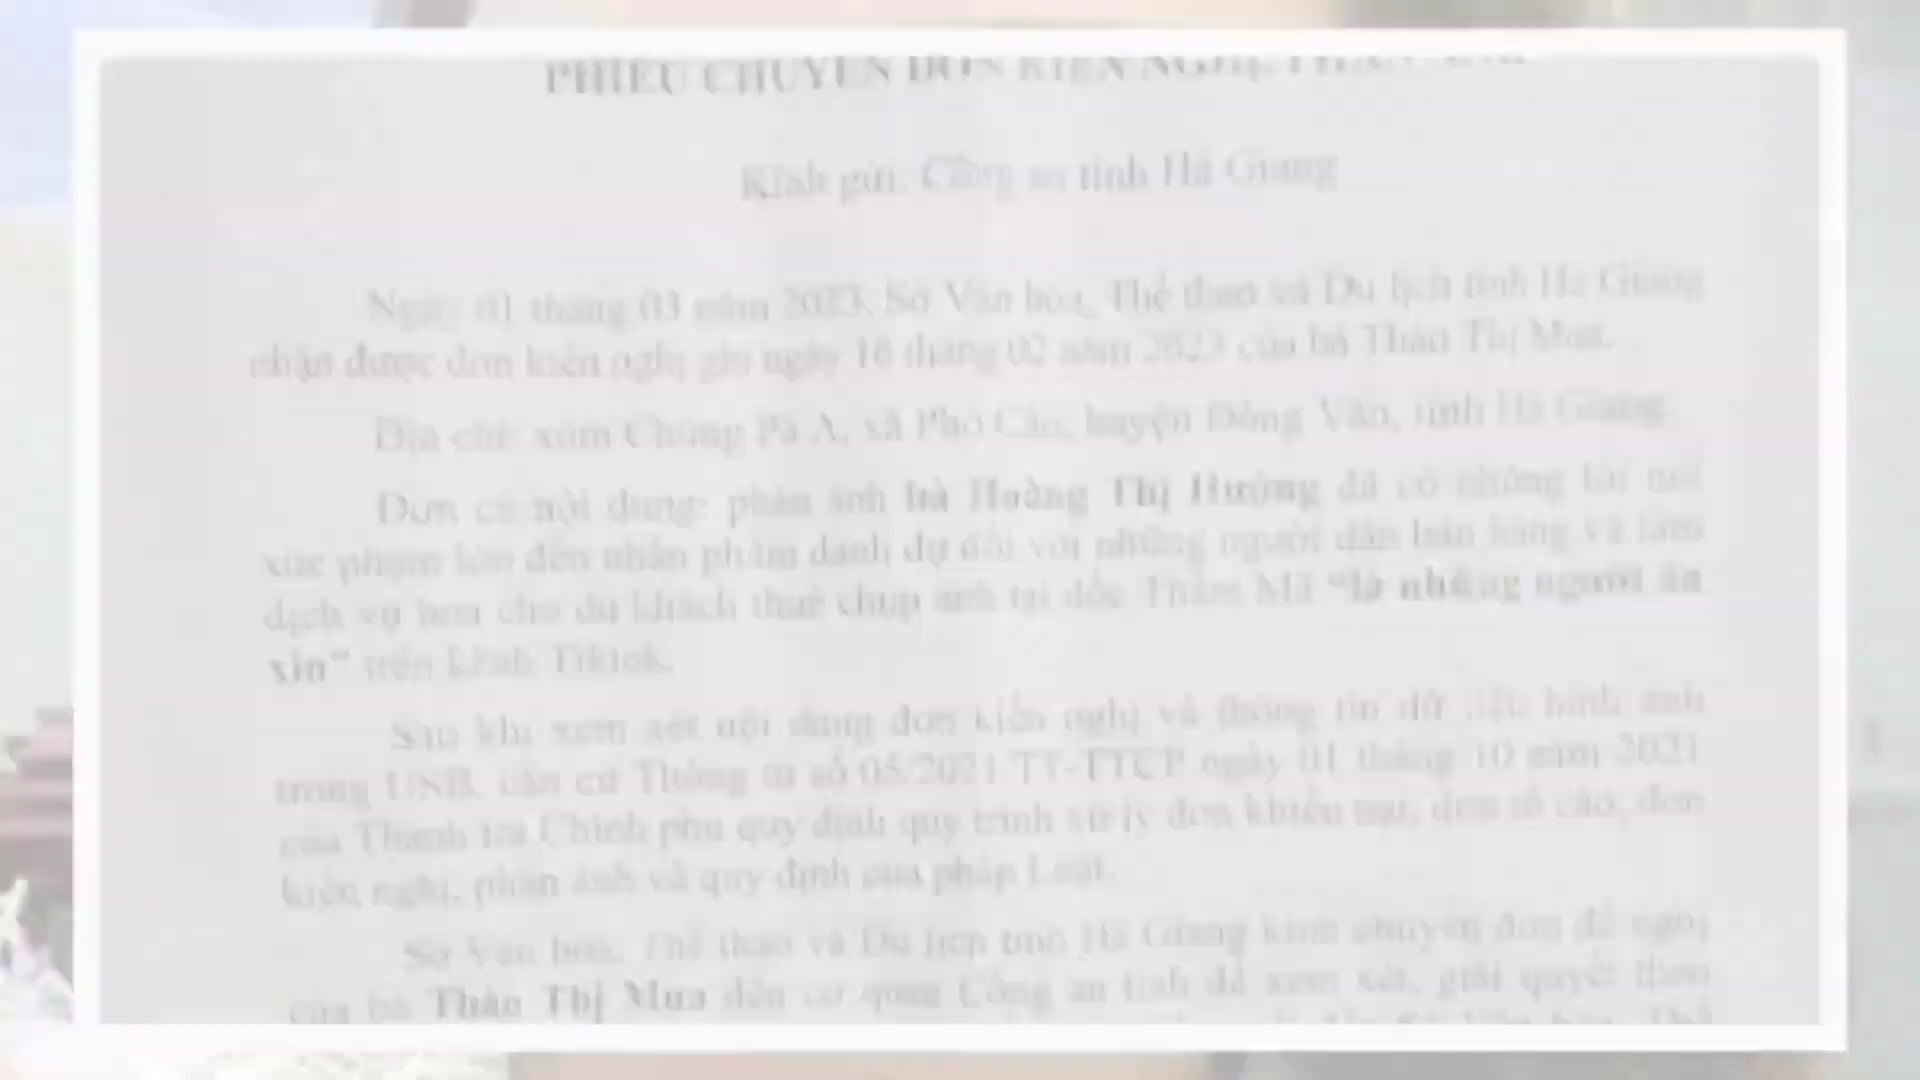 PHIẾU CHUYỂN ĐƠN KIẾN NGHỊ, PHẢN ÁNH
Kính gửi: Công an tỉnh Hà Giang
Ngày 01 tháng 03 năm 2023, Sở Văn hóa, Thể thao và Du lịch tỉnh Hà Giang
nhận được đơn kiến nghị ghi ngày 16 tháng 02 năm 2023 của bà Thào Thị Mua.
Địa chỉ: xóm Chúng Pả A, xã Phố Cáo, huyện Đồng Văn, tỉnh Hà Giang.
Đơn có nội dung: phản ánh bà Hoàng Thị Hường đã có những lời nói
xúc phạm lớn đến nhân phẩm danh dự đối với những người dân bán hàng và làm
dịch vụ hoa cho du khách thuê chụp ảnh tại dốc Thẩm Mã "là những người ăn
xin" trên kênh Tiktok.
Sau khi xem xét nội dung đơn kiến nghị và thông tin dữ liệu hình ảnh
trong USB, căn cứ Thông tư số 05/2021/TT-TTCP ngày 01 tháng 10 năm 2021
của Thanh tra Chính phủ quy định quy trình xử lý đơn khiếu nại, đơn tố cáo, đơn
kiến nghị, phản ánh và quy định của pháp Luật.
Sở Văn hóa, Thể thao và Du lịch tỉnh Hà Giang kính chuyển đơn đề nghị
của bà Thào Thị Mua đến cơ quan Công an tỉnh để xem xét, giải quyết theo